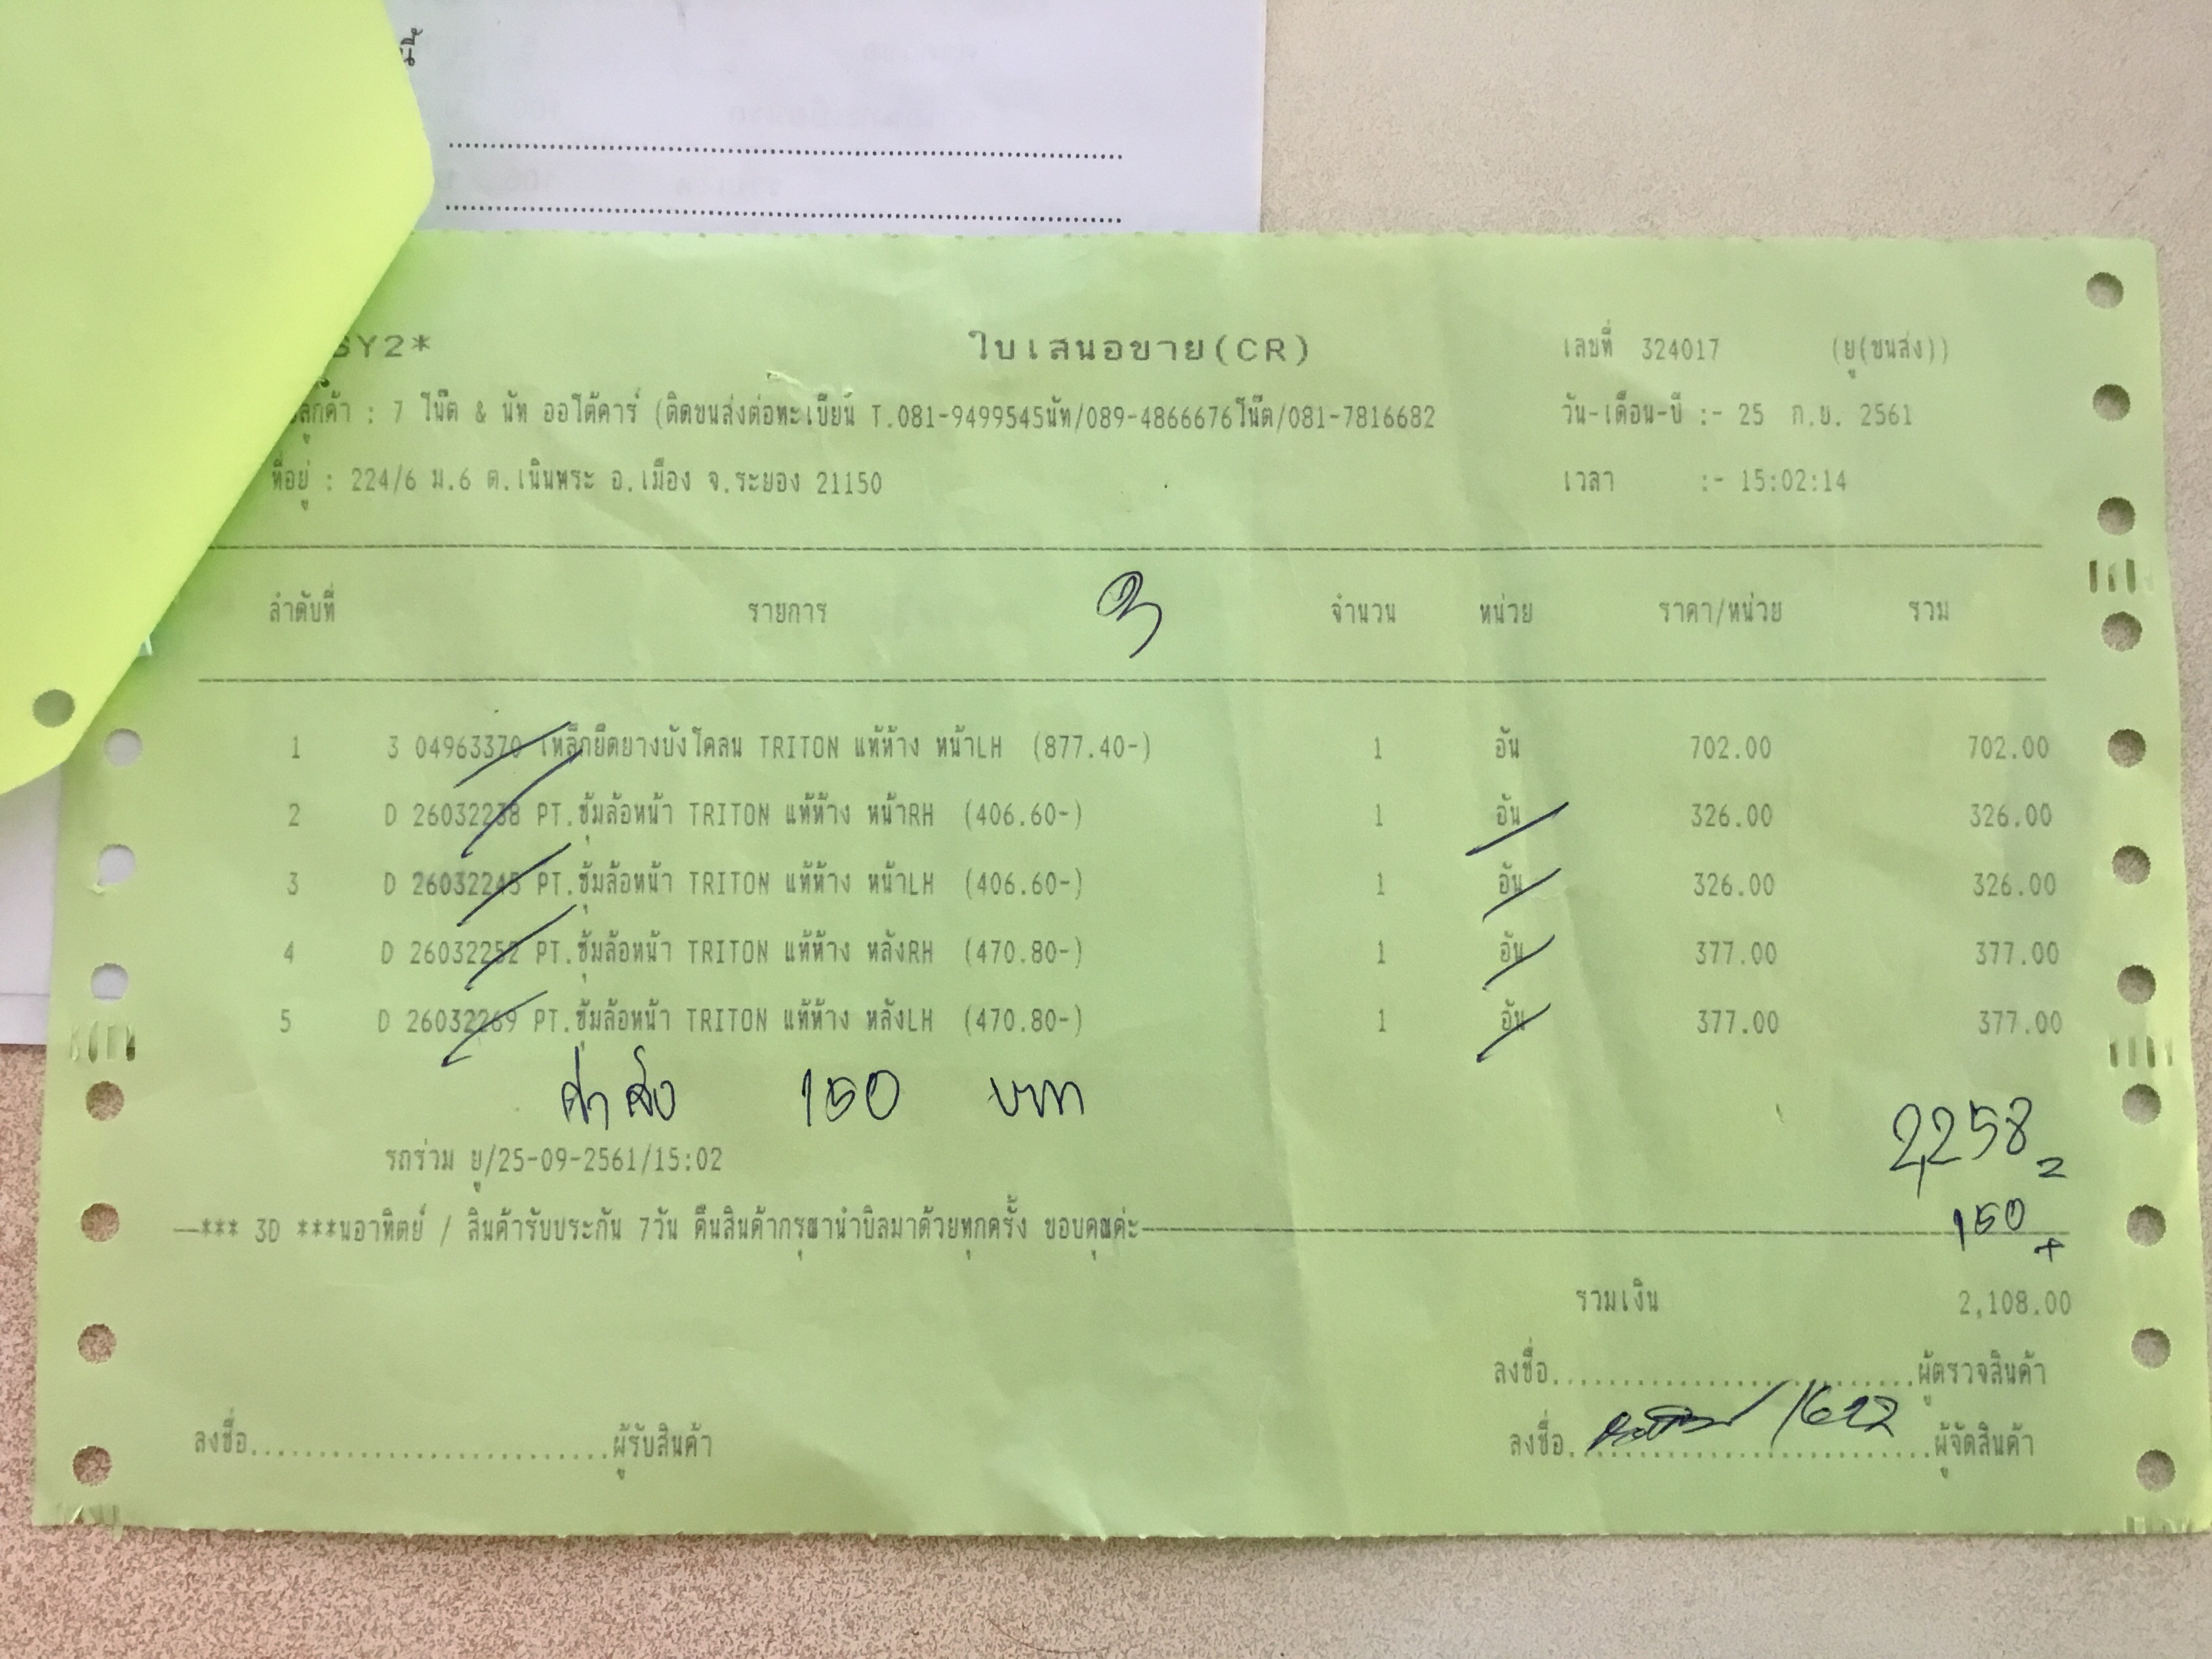 SY2* ใบเสนอขาย(CR) เลขที่ 324017 (ยู(ขนส่ง))
ลูกค้า : 7 โน๊ต & นัท ออโต้คาร์ (ติดขนส่งต่อทะเบียน T.081-9499545นัท/089-4866676โน๊ต/081-7816682 วัน-เดือน-ปี :- 25 ก.ย. 2561
ที่อยู่ : 224/6 ม.6 ต.เนินพระ อ.เมือง จ.ระยอง 21150 เวลา :- 15:02:14
ลำดับที่ รายการ จำนวน หน่วย ราคา/หน่วย รวม
1 3 04963370 เหล็กยึดยางบังโคลน TRITON แท้ห้าง หน้าLH (877.40-) 1 อัน 702.00 702.00
2 D 26032238 PT.ซุ้มล้อหน้า TRITON แท้ห้าง หน้าRH (406.60-) 1 อัน 326.00 326.00
3 D 26032245 PT.ซุ้มล้อหน้า TRITON แท้ห้าง หน้าLH (406.60-) 1 อัน 326.00 326.00
4 D 26032252 PT.ซุ้มล้อหน้า TRITON แท้ห้าง หลังRH (470.80-) 1 อัน 377.00 377.00
5 D 26032269 PT.ซุ้มล้อหน้า TRITON แท้ห้าง หลังLH (470.80-) 1 อัน 377.00 377.00
ค่าส่ง 150 บาท
2,258
รถร่วม ยู/25-09-2561/15:02
150 +
*** 3D ***นอาทิตย์ / สินค้ารับประกัน 7วัน คืนสินค้ากรุณานำบิลมาด้วยทุกครั้ง ขอบคุณค่ะ
รวมเงิน 2,108.00
ลงชื่อ.........................ผู้ตรวจสินค้า
ลงชื่อ.........................ผู้รับสินค้า ลงชื่อ. /622 ผู้จัดสินค้า